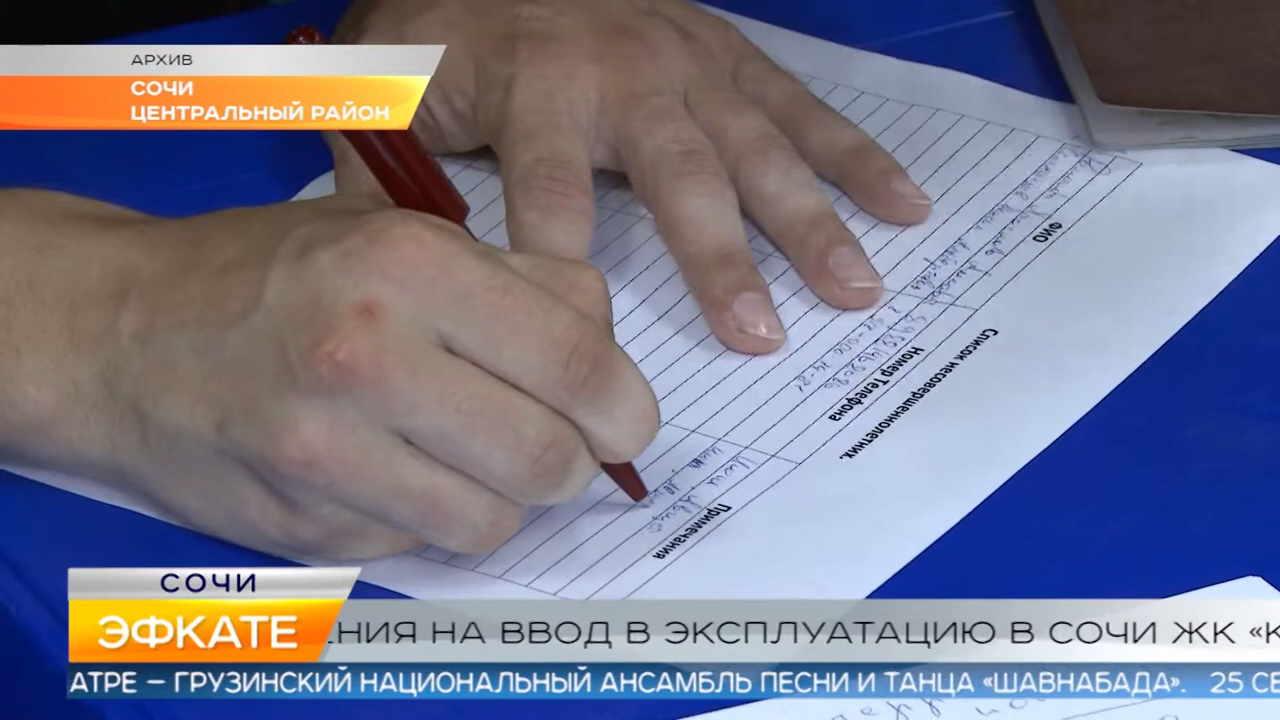 АРХИВ
СОЧИ
ЦЕНТРАЛЬНЫЙ РАЙОН
ФИО
Список несовершеннолетних.
Номер Телефона
Примечания
СОЧИ
ЭФКАТЕ
ЕНИЯ НА ВВОД В ЭКСПЛУАТАЦИЮ В СОЧИ ЖК «К
АТРЕ – ГРУЗИНСКИЙ НАЦИОНАЛЬНЫЙ АНСАМБЛЬ ПЕСНИ И ТАНЦА «ШАВНАБАДА». 25 СЕ